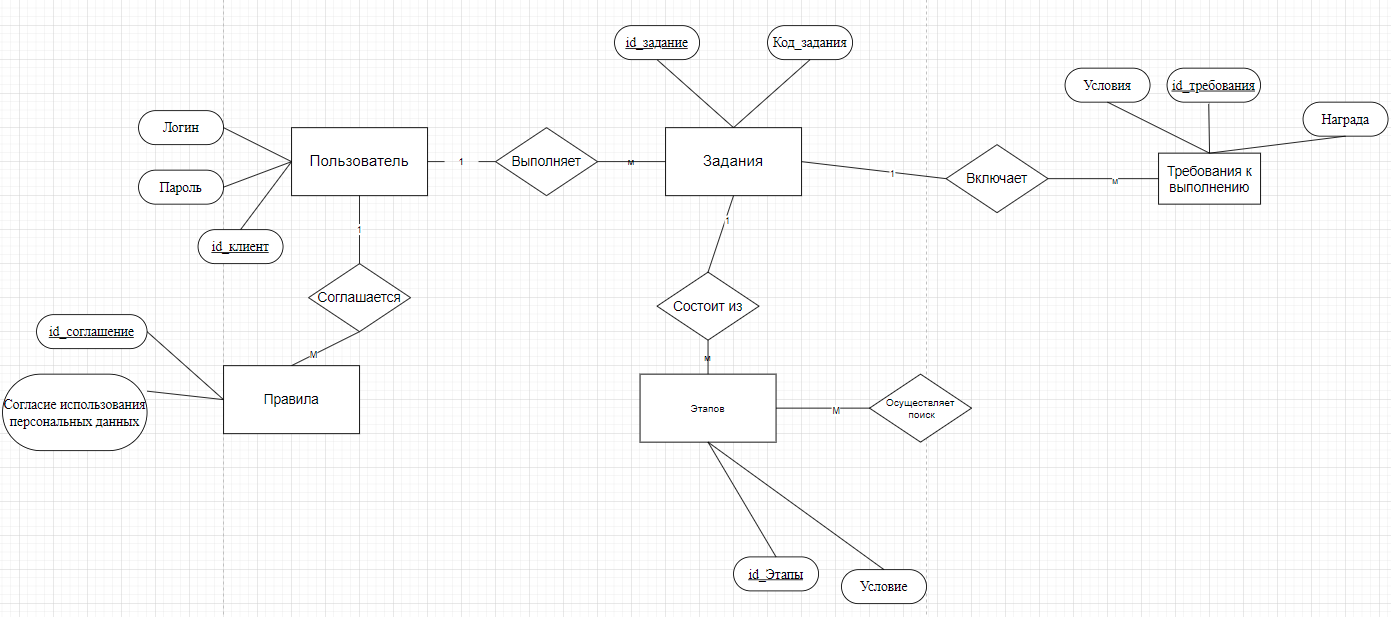 id_задание
Код_задания
Условия
id_требования
Награда
Логин
Пользователь
1
Выполняет
м
Задания
1
Включает
м
Требования к
выполнению
Пароль
id_клиент
1
1
Соглашается
Состоит из
id_соглашение
М
м
Согласие использования
персональных данных
Правила
Этапов
М
Осуществляет
поиск
id_Этапы
Условие